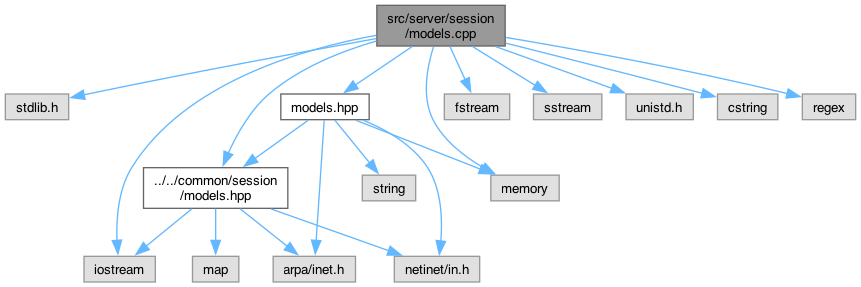 src/server/session
/models.cpp
stdlib.h
models.hpp
fstream
sstream
unistd.h
cstring
regex
../../common/session
/models.hpp
string
memory
iostream
map
arpa/inet.h
netinet/in.h